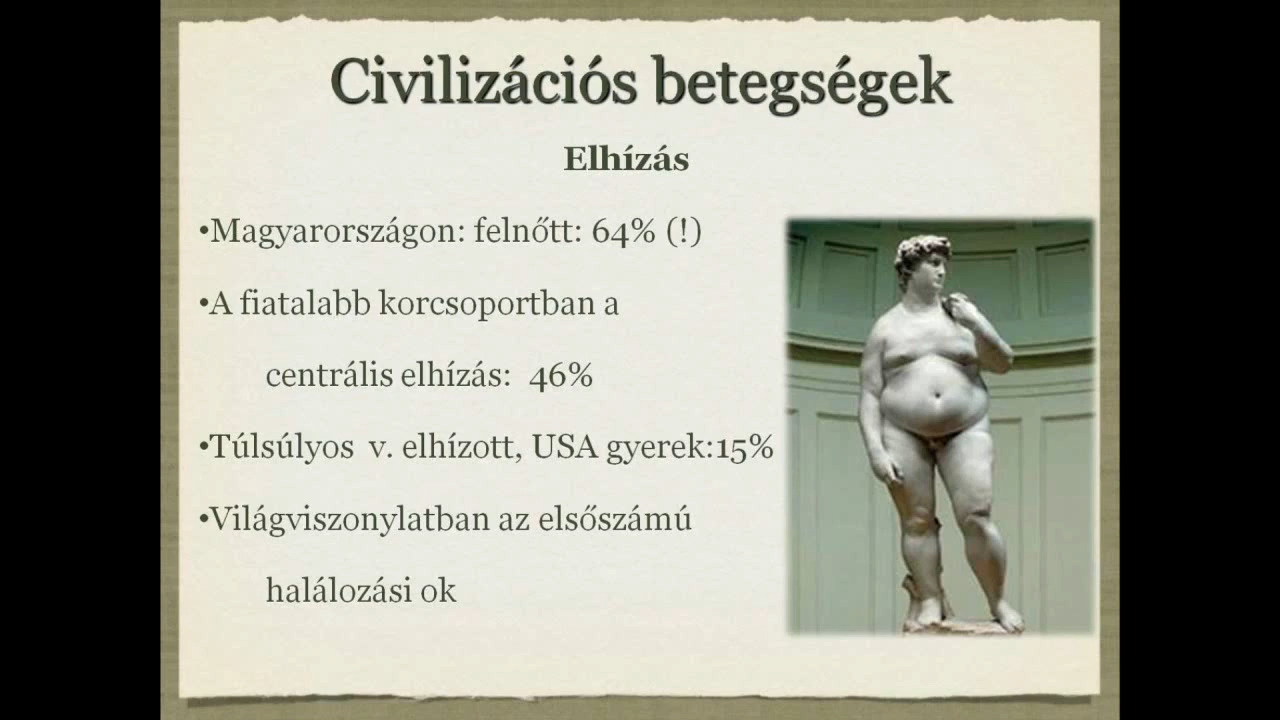 Civilizációs betegségek
Elhízás
•Magyarországon: felnőtt: 64% (!)
•A fiatalabb korcsoportban a
centrális elhízás: 46%
•Túlsúlyos v. elhízott, USA gyerek:15%
•Világviszonylatban az elsőszámú
halálozási ok